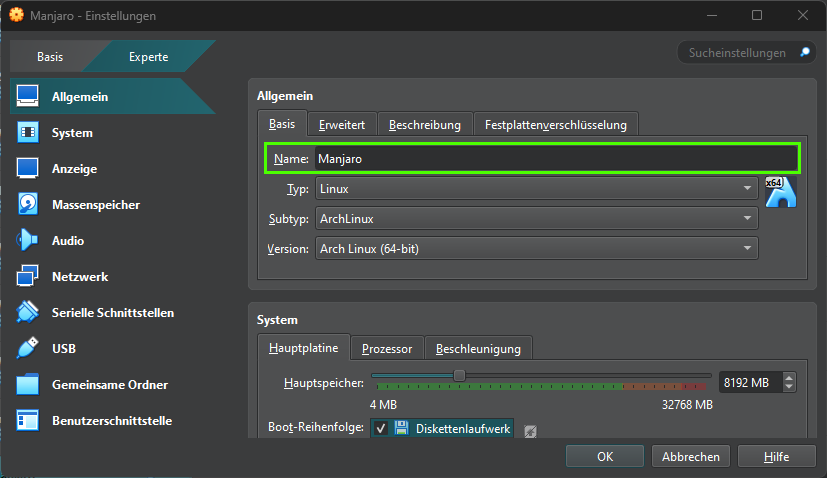 Manjaro - Einstellungen
Basis Experte Sucheinstellungen
Allgemein
System
Anzeige
Massenspeicher
Audio
Netzwerk
Serielle Schnittstellen
USB
Gemeinsame Ordner
Benutzerschnittstelle
Allgemein
Basis Erweitert Beschreibung Festplattenverschlüsselung
Name: Manjaro
Typ: Linux x64
Subtyp: ArchLinux
Version: Arch Linux (64-bit)
System
Hauptplatine Prozessor Beschleunigung
Hauptspeicher: 8192 MB
4 MB 32768 MB
Boot-Reihenfolge: Diskettenlaufwerk
OK Abbrechen Hilfe